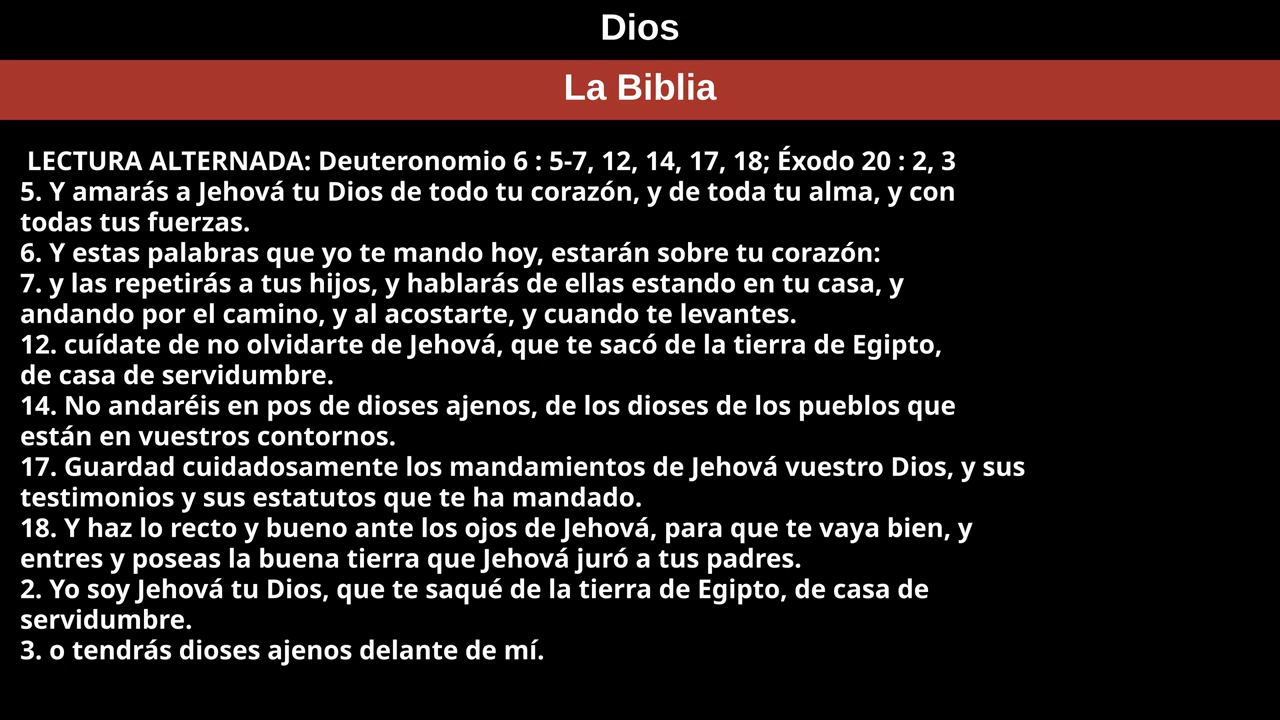 Dios
La Biblia
LECTURA ALTERNADA: Deuteronomio 6 : 5-7, 12, 14, 17, 18; Éxodo 20 : 2, 3
5. Y amarás a Jehová tu Dios de todo tu corazón, y de toda tu alma, y con
todas tus fuerzas.
6. Y estas palabras que yo te mando hoy, estarán sobre tu corazón:
7. y las repetirás a tus hijos, y hablarás de ellas estando en tu casa, y
andando por el camino, y al acostarte, y cuando te levantes.
12. cuídate de no olvidarte de Jehová, que te sacó de la tierra de Egipto,
de casa de servidumbre.
14. No andaréis en pos de dioses ajenos, de los dioses de los pueblos que
están en vuestros contornos.
17. Guardad cuidadosamente los mandamientos de Jehová vuestro Dios, y sus
testimonios y sus estatutos que te ha mandado.
18. Y haz lo recto y bueno ante los ojos de Jehová, para que te vaya bien, y
entres y poseas la buena tierra que Jehová juró a tus padres.
2. Yo soy Jehová tu Dios, que te saqué de la tierra de Egipto, de casa de
servidumbre.
3. o tendrás dioses ajenos delante de mí.